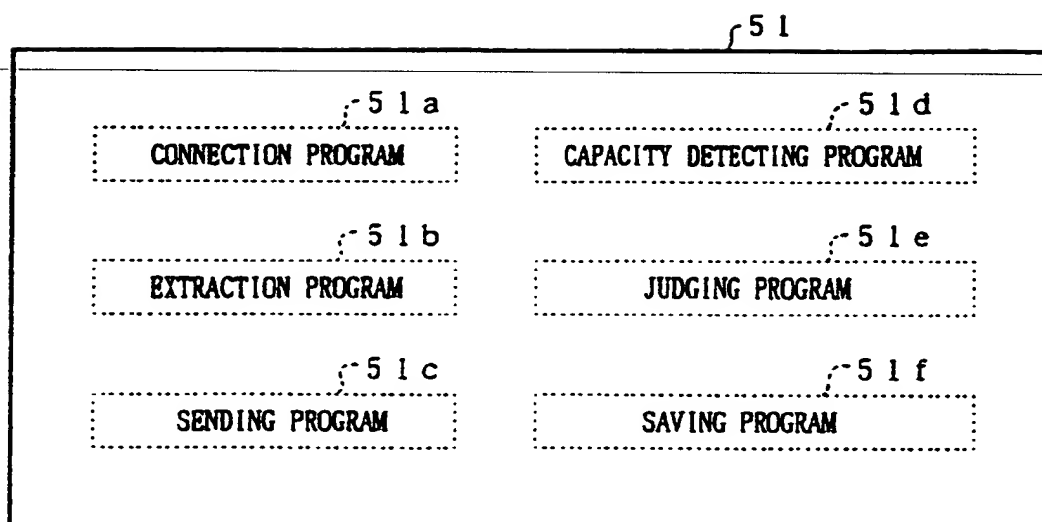 51
51a 51d
CONNECTION PROGRAM CAPACITY DETECTING PROGRAM
51b 51e
EXTRACTION PROGRAM JUDGING PROGRAM
51c 51f
SENDING PROGRAM SAVING PROGRAM